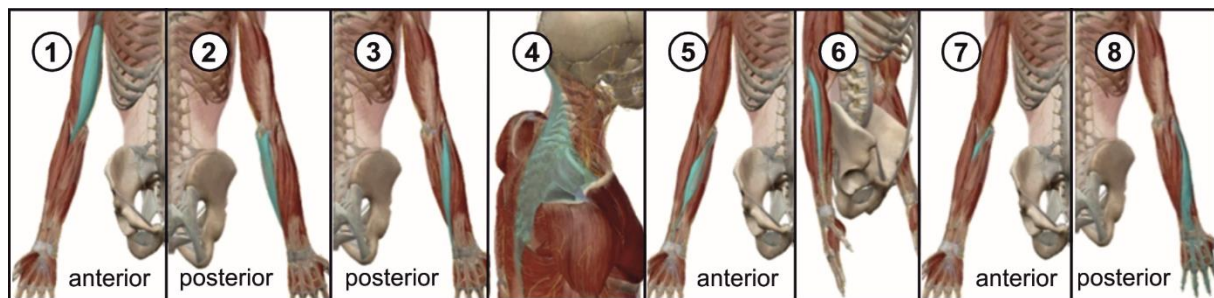 1 2 3 4 5 6 7 8
anterior posterior posterior anterior anterior posterior